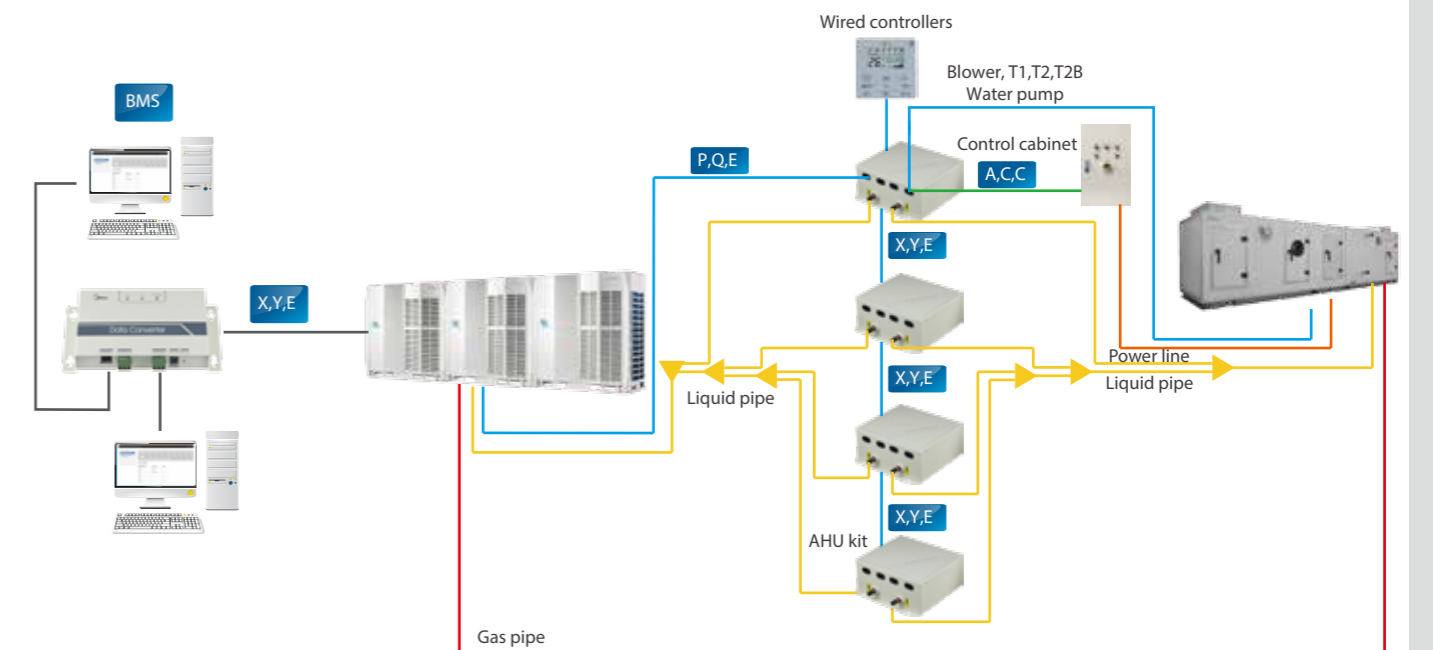 Wired controllers
Blower, T1,T2,T2B
Water pump
BMS
Control cabinet
P,Q,E
A,C,C
X,Y,E
X,Y,E
Data Converter
Power line
Liquid pipe
X,Y,E
Liquid pipe
X,Y,E
AHU kit
Gas pipe